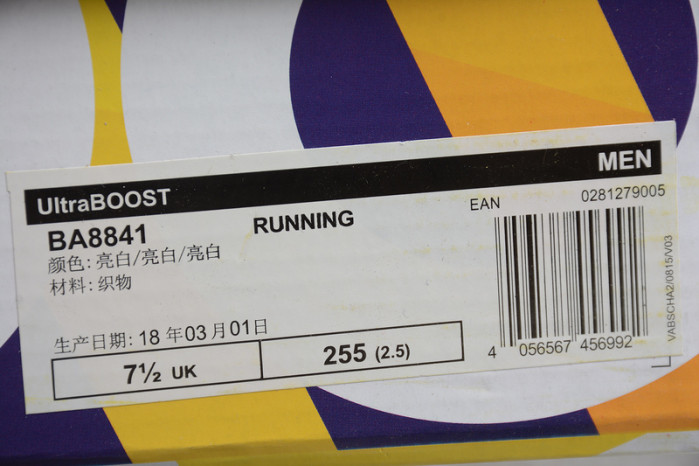 UltraBOOST MEN
BA8841 RUNNING EAN 0281279005
颜色: 亮白/亮白/亮白
材料: 织物
生产日期: 18 年03 月01日
7½ UK 255 (2.5)
4 056567 456992
VABSCHA2/0815/V03